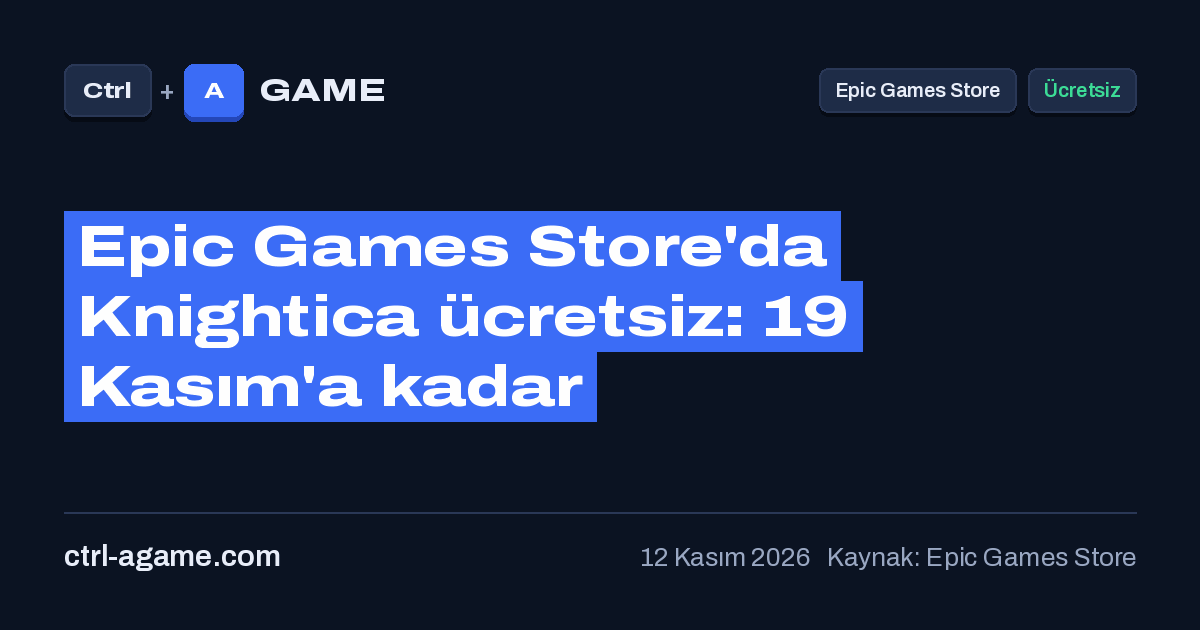 Ctrl + A GAME
Epic Games Store Ücretsiz
Epic Games Store'da
Knightica ücretsiz: 19
Kasım'a kadar
ctrl-agame.com
12 Kasım 2026 Kaynak: Epic Games Store